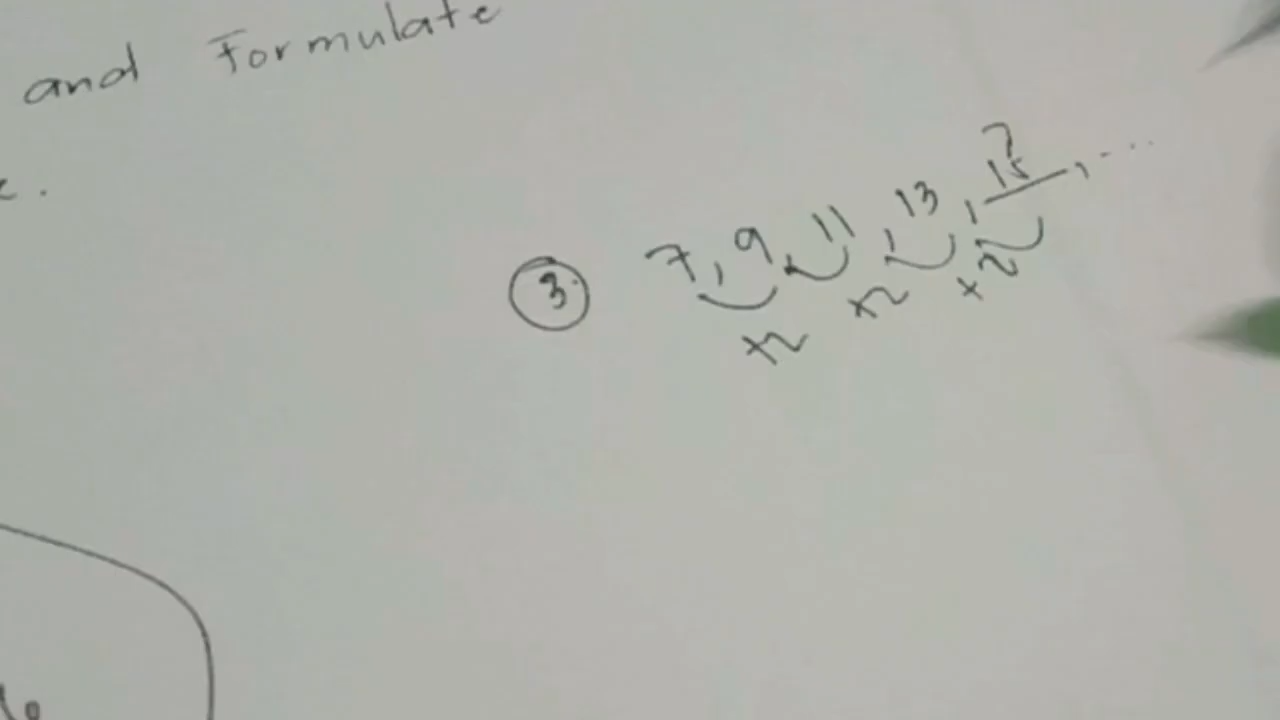 and Formulate
?
③ 7, 9, 11, 13, 15, ...
+2 +2 +2